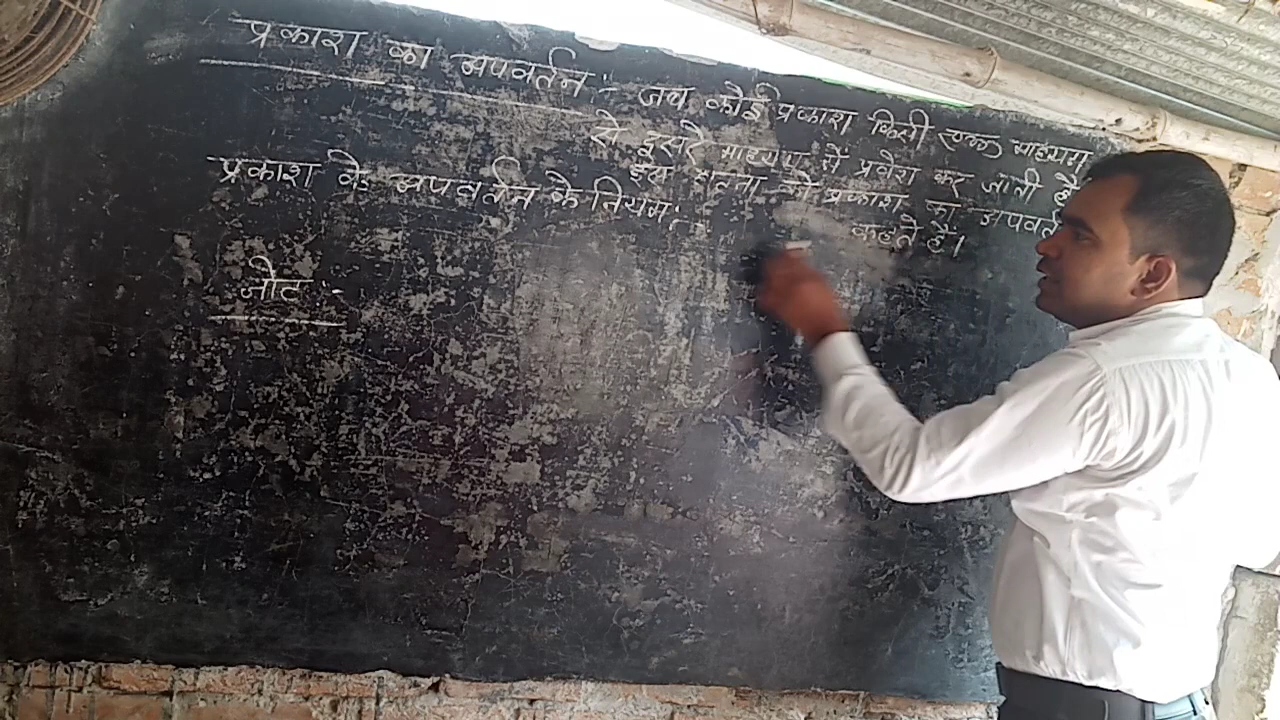 प्रकाश का अपवर्तन :- जब कोई प्रकाश किसी एक माध्यम
से दुसरे माध्यम में प्रवेश कर जाती है
इस घटना को प्रकाश का अपवर्त
कहते हैं।
प्रकाश के अपवर्तन के नियम :
नोट :-